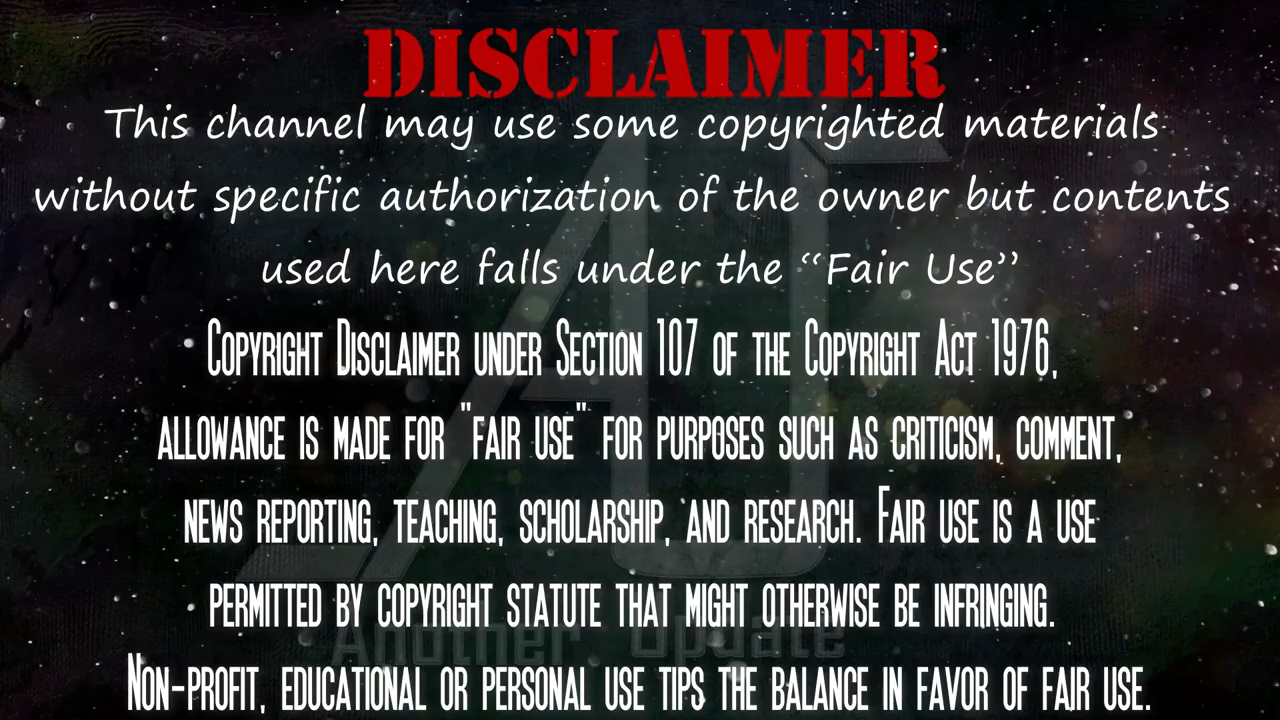 DISCLAIMER
This channel may use some copyrighted materials
without specific authorization of the owner but contents
used here falls under the “Fair Use”
Copyright Disclaimer under Section 107 of the Copyright Act 1976,
allowance is made for "fair use" for purposes such as criticism, comment,
news reporting, teaching, scholarship, and research. Fair use is a use
permitted by copyright statute that might otherwise be infringing.
Another Update
Non-profit, educational or personal use tips the balance in favor of fair use.